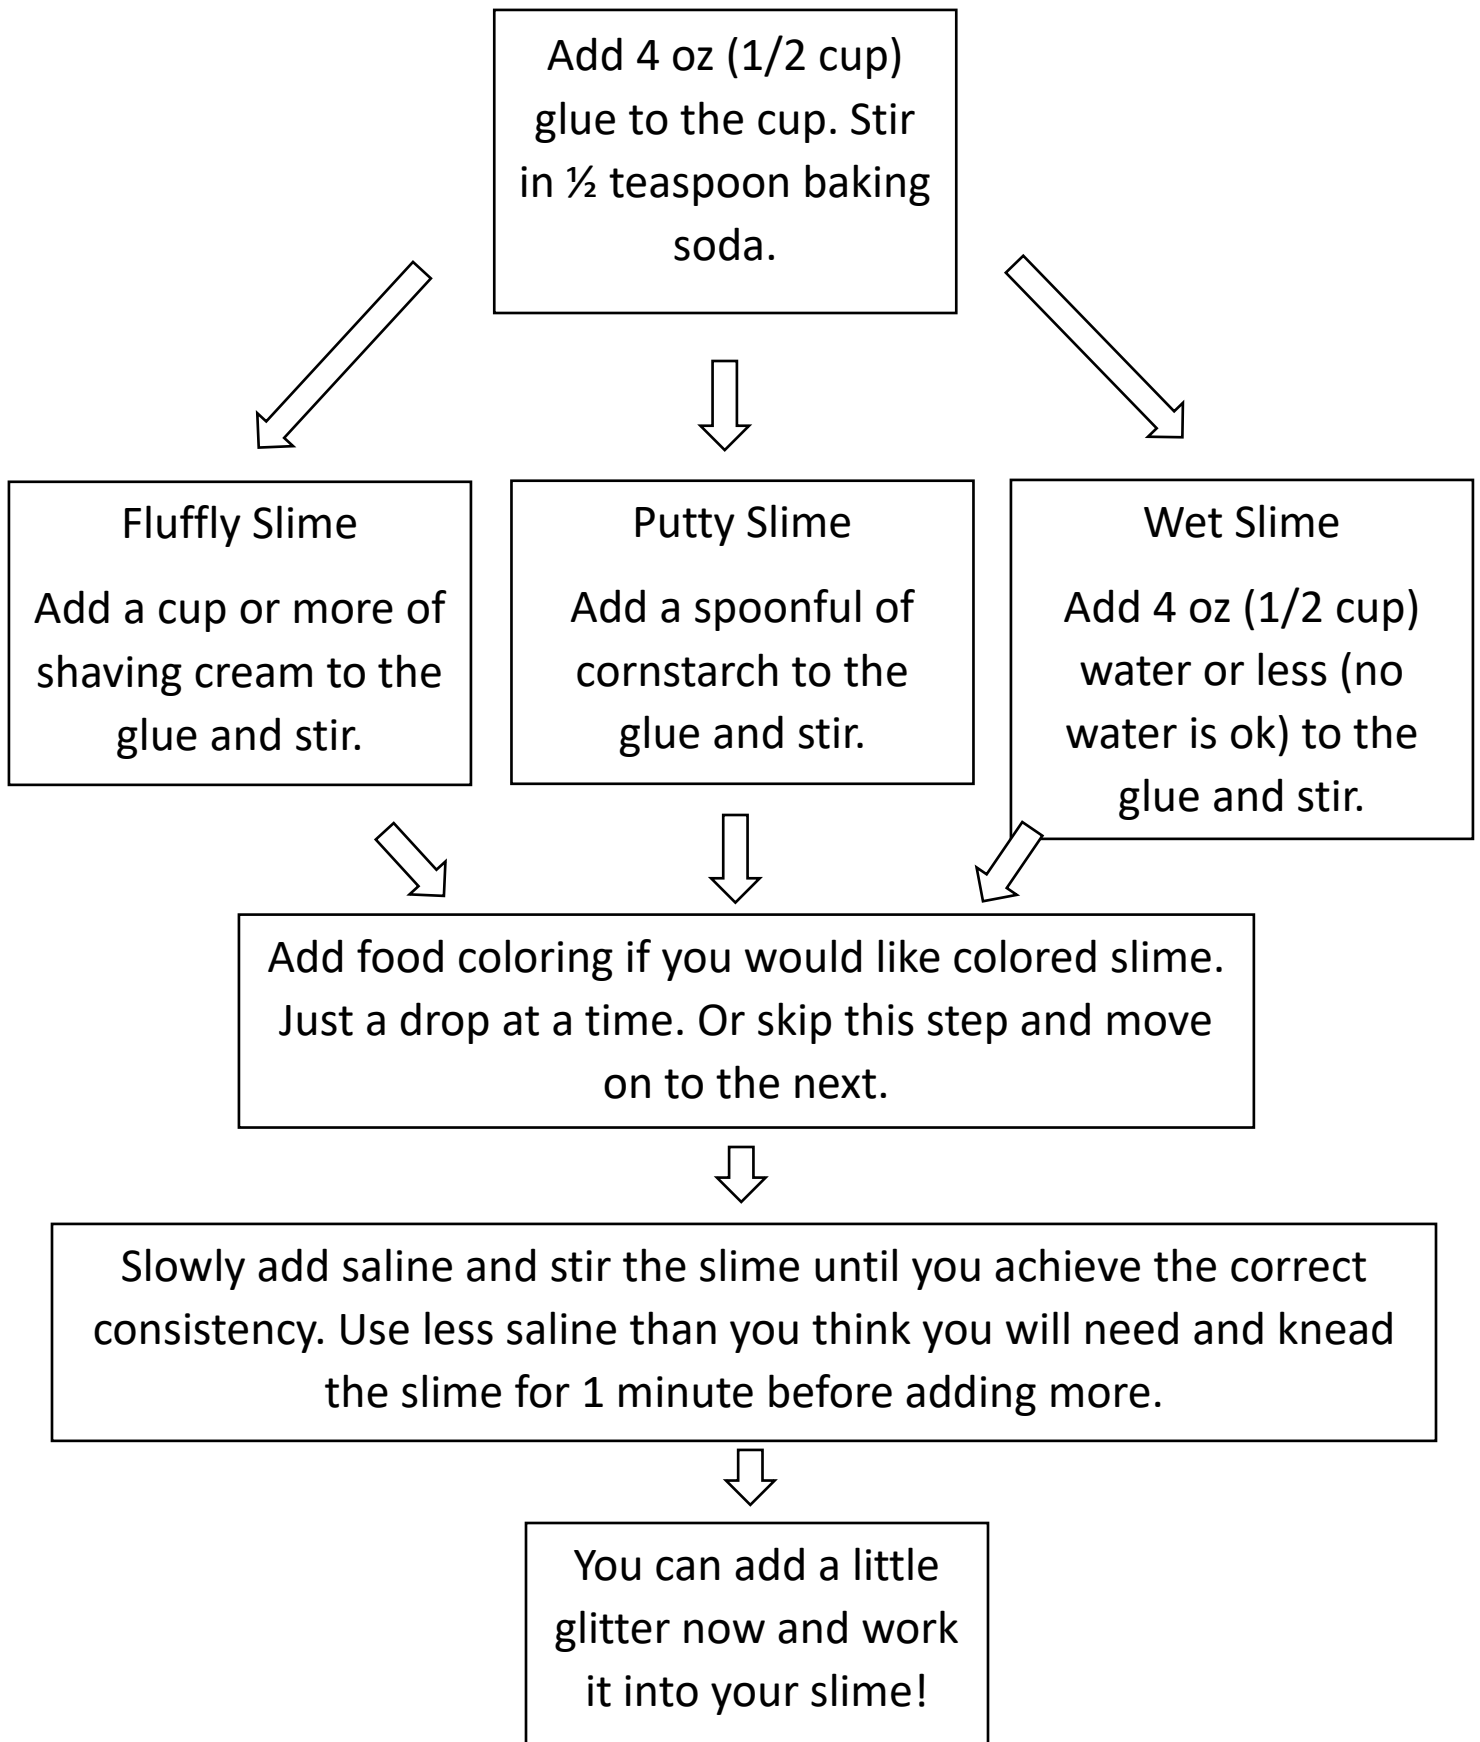 Add 4 oz (1/2 cup)
glue to the cup. Stir
in ½ teaspoon baking
soda.
Fluffly Slime
Add a cup or more of
shaving cream to the
glue and stir.
Putty Slime
Add a spoonful of
cornstarch to the
glue and stir.
Wet Slime
Add 4 oz (1/2 cup)
water or less (no
water is ok) to the
glue and stir.
Add food coloring if you would like colored slime.
Just a drop at a time. Or skip this step and move
on to the next.
Slowly add saline and stir the slime until you achieve the correct
consistency. Use less saline than you think you will need and knead
the slime for 1 minute before adding more.
You can add a little
glitter now and work
it into your slime!